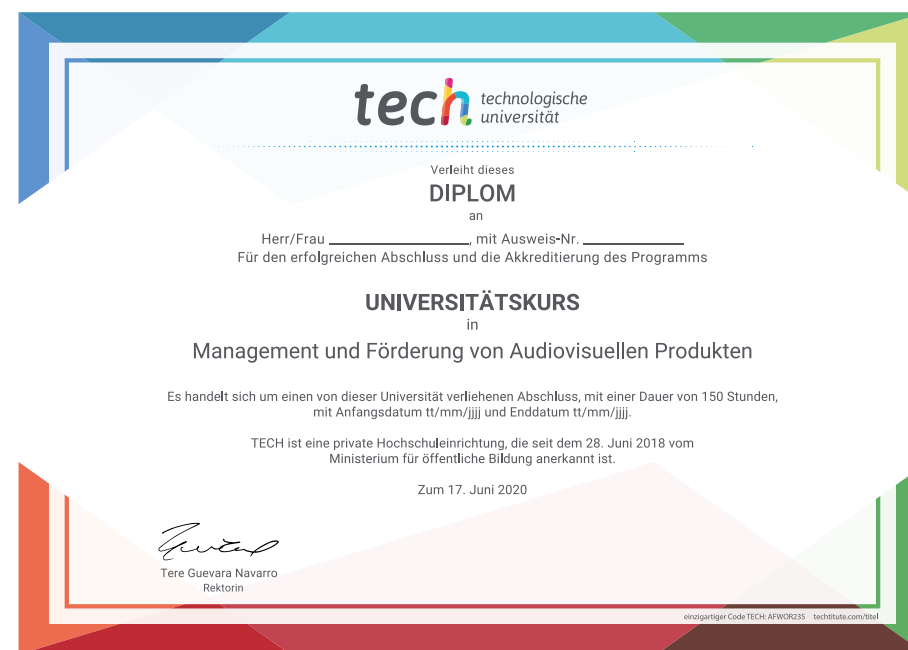 tech technologische
universität
Verleiht dieses
DIPLOM
an
Herr/Frau ____________, mit Ausweis-Nr. ____________
Für den erfolgreichen Abschluss und die Akkreditierung des Programms
UNIVERSITÄTSKURS
in
Management und Förderung von Audiovisuellen Produkten
Es handelt sich um einen von dieser Universität verliehenen Abschluss, mit einer Dauer von 150 Stunden,
mit Anfangsdatum tt/mm/jjjj und Enddatum tt/mm/jjjj.
TECH ist eine private Hochschuleinrichtung, die seit dem 28. Juni 2018 vom
Ministerium für öffentliche Bildung anerkannt ist.
Zum 17. Juni 2020
Tere Guevara Navarro
Rektorin
einzigartiger Code TECH: AFWOR23S techtitute.com/titel